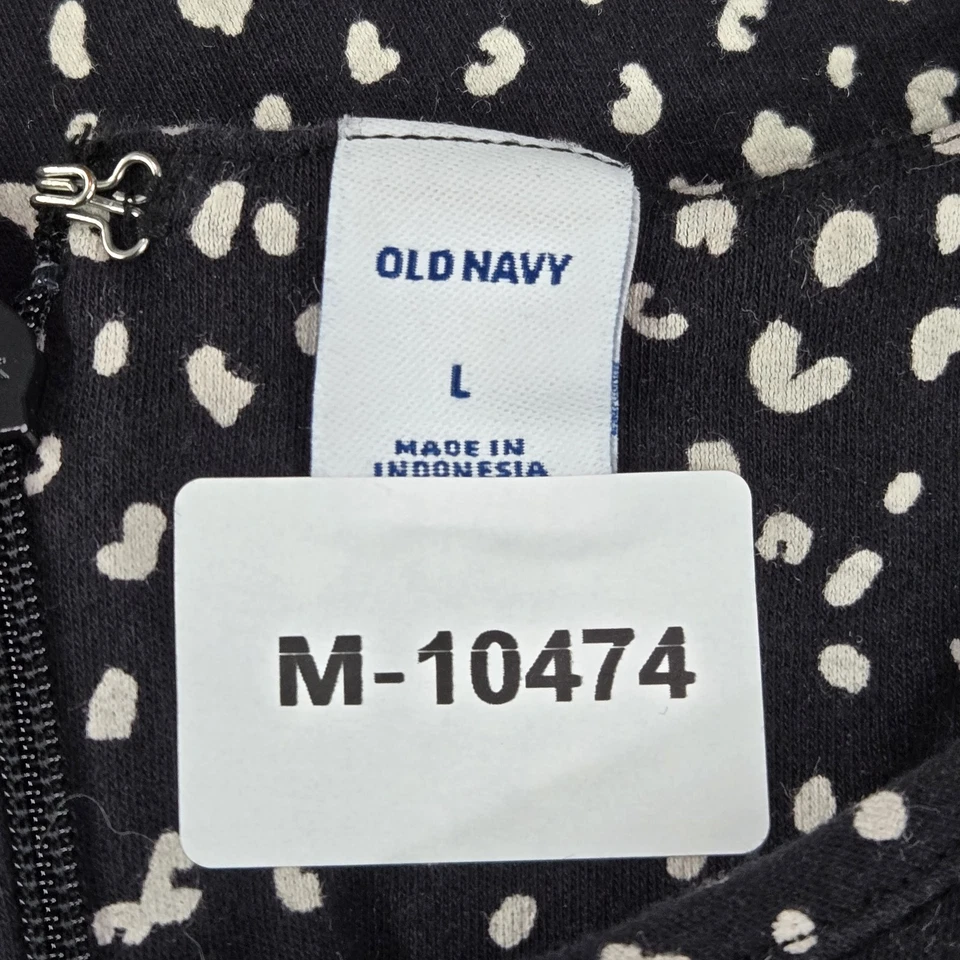 OLD NAVY
L
MADE IN
INDONESIA
M-10474